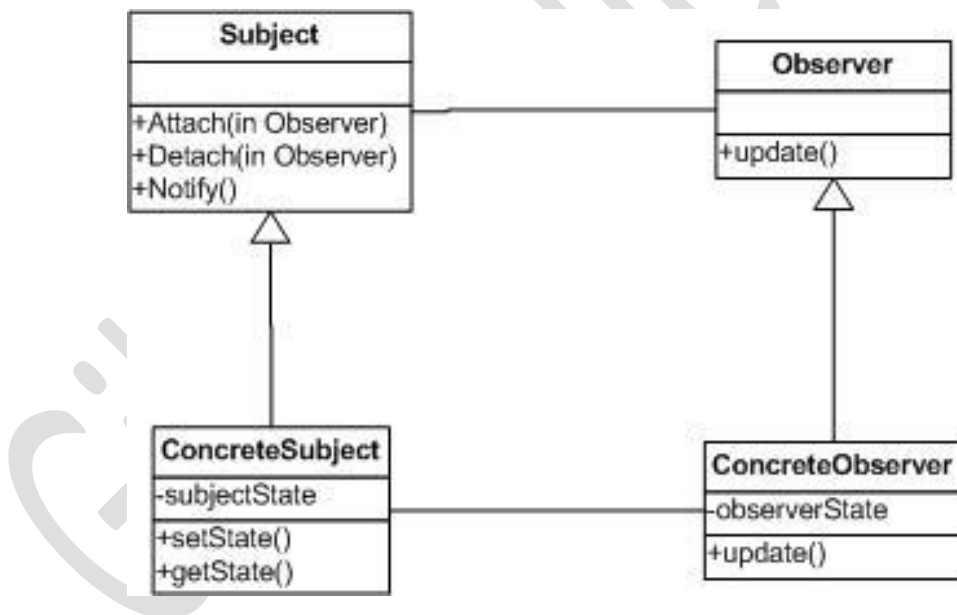 Subject
+Attach(in Observer)
+Detach(in Observer)
+Notify()
Observer
+update()
ConcreteSubject
-subjectState
+setState()
+getState()
ConcreteObserver
-observerState
+update()